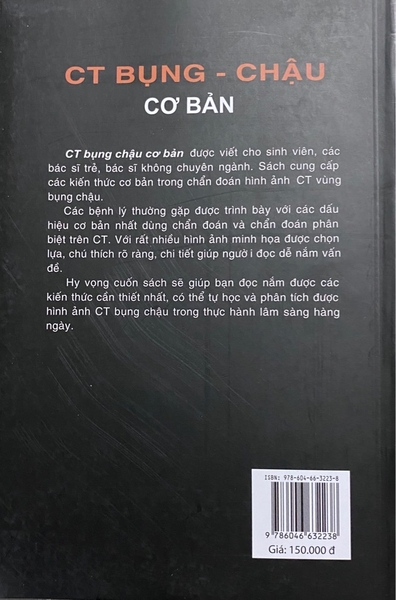 CT BỤNG - CHẬU
CƠ BẢN
CT bụng chậu cơ bản được viết cho sinh viên, các
bác sĩ trẻ, bác sĩ không chuyên ngành. Sách cung cấp
các kiến thức cơ bản trong chẩn đoán hình ảnh CT vùng
bụng chậu.
Các bệnh lý thường gặp được trình bày với các dấu
hiệu cơ bản nhất dùng chẩn đoán và chẩn đoán phân
biệt trên CT. Với rất nhiều hình ảnh minh họa được chọn
lựa, chú thích rõ ràng, chi tiết giúp người đọc dễ nắm vấn
đề.
Hy vọng cuốn sách sẽ giúp bạn đọc nắm được các
kiến thức cần thiết nhất, có thể tự học và phân tích được
hình ảnh CT bụng chậu trong thực hành lâm sàng hàng
ngày.
ISBN: 978-604-66-3223-8
9 786046 632238
Giá: 150.000 đ